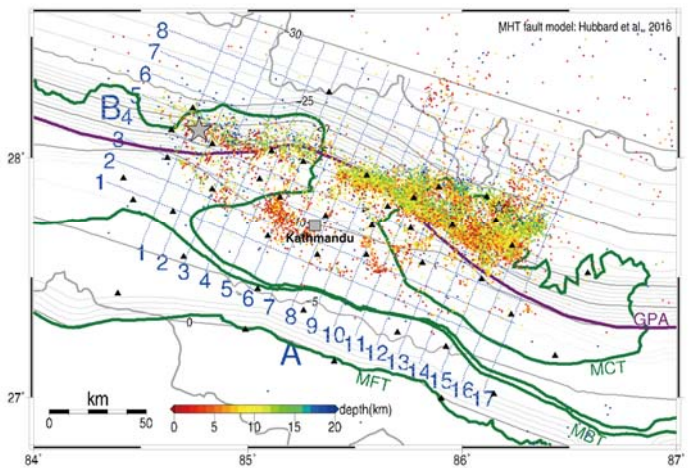 MHT fault model: Hubbard et al., 2016
8
7
6
5
B 4
3
2
1
-30
-25
-10
-5
0
28˚
27˚
Kathmandu
1 2 3 4 5 6 7 8 9 10 11 12 13 14 15 16 17
A
GPA
MCT
MFT
MBT
km
0 50
depth(km)
0 5 10 15 20
84˚ 85˚ 86˚ 87˚